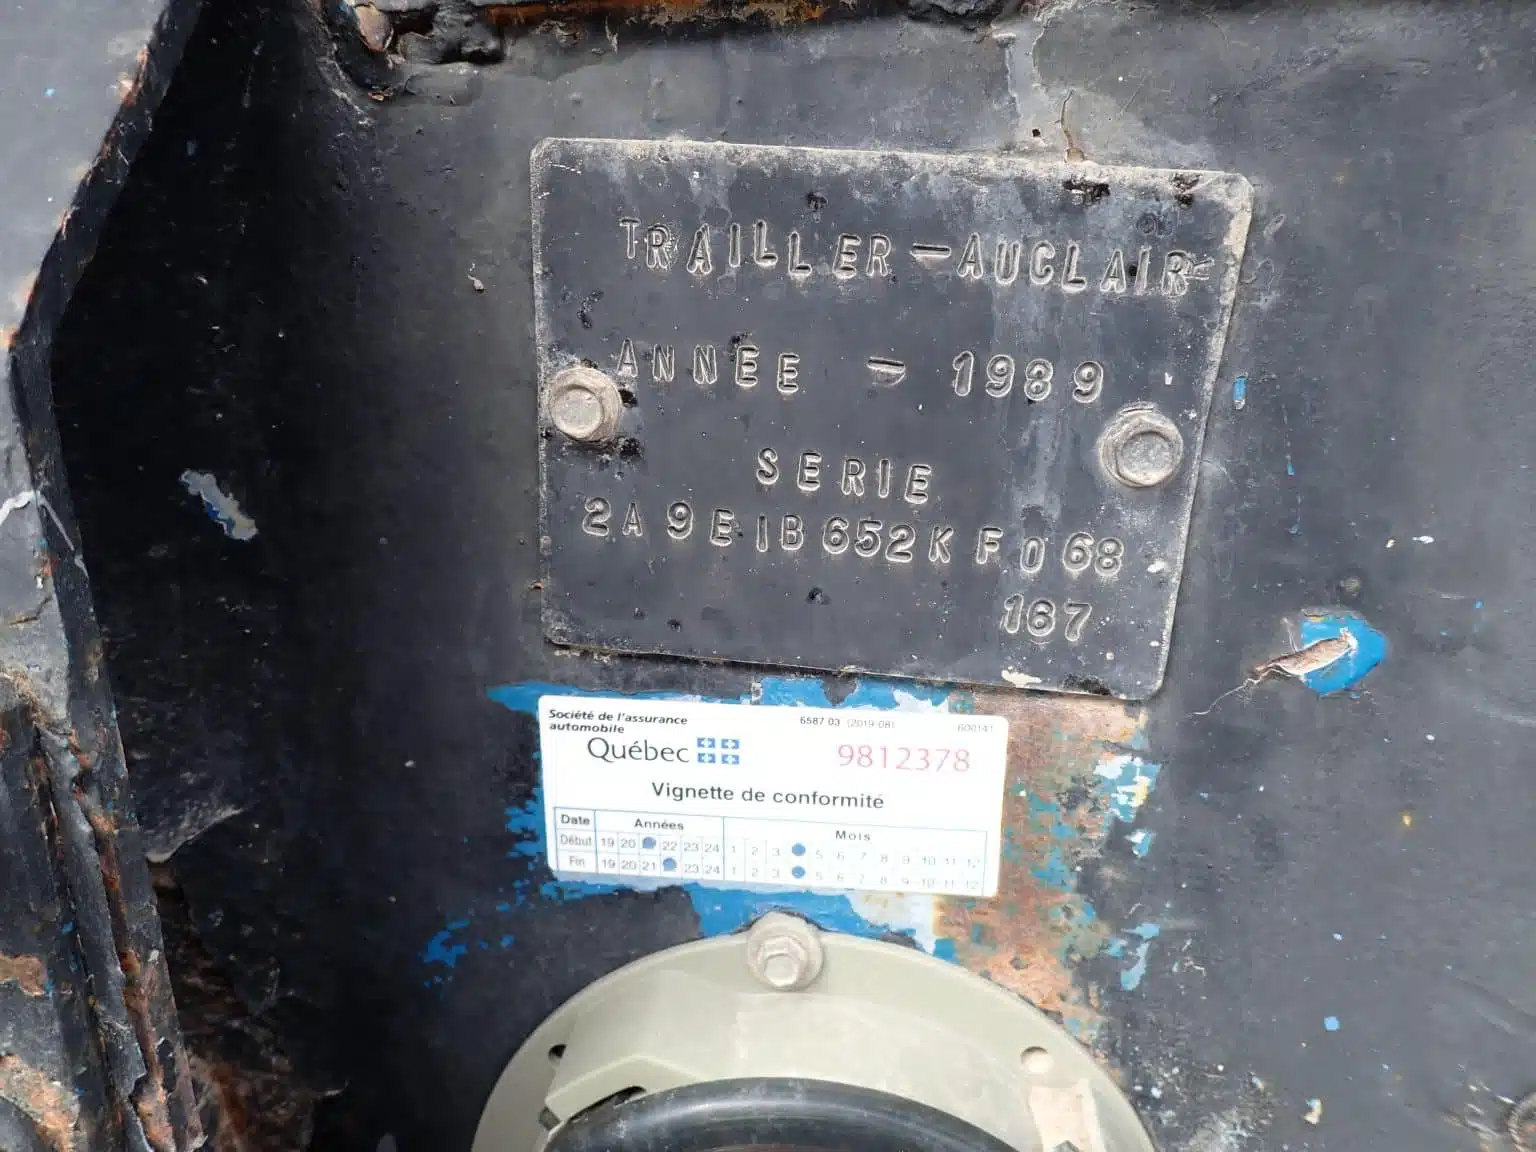 TRAILLER - AUCLAIR
ANNEE - 1989
SERIE
2A9E1B652KF068
167
Société de l'assurance
automobile
6587 03 (2019-08)
600141
Québec
9812378
Vignette de conformité
Date Années Mois
Début 19 20 22 23 24 1 2 3 5 6 7 8 9 10 11 12
Fin 19 20 21 23 24 1 2 3 5 6 7 8 9 10 11 12